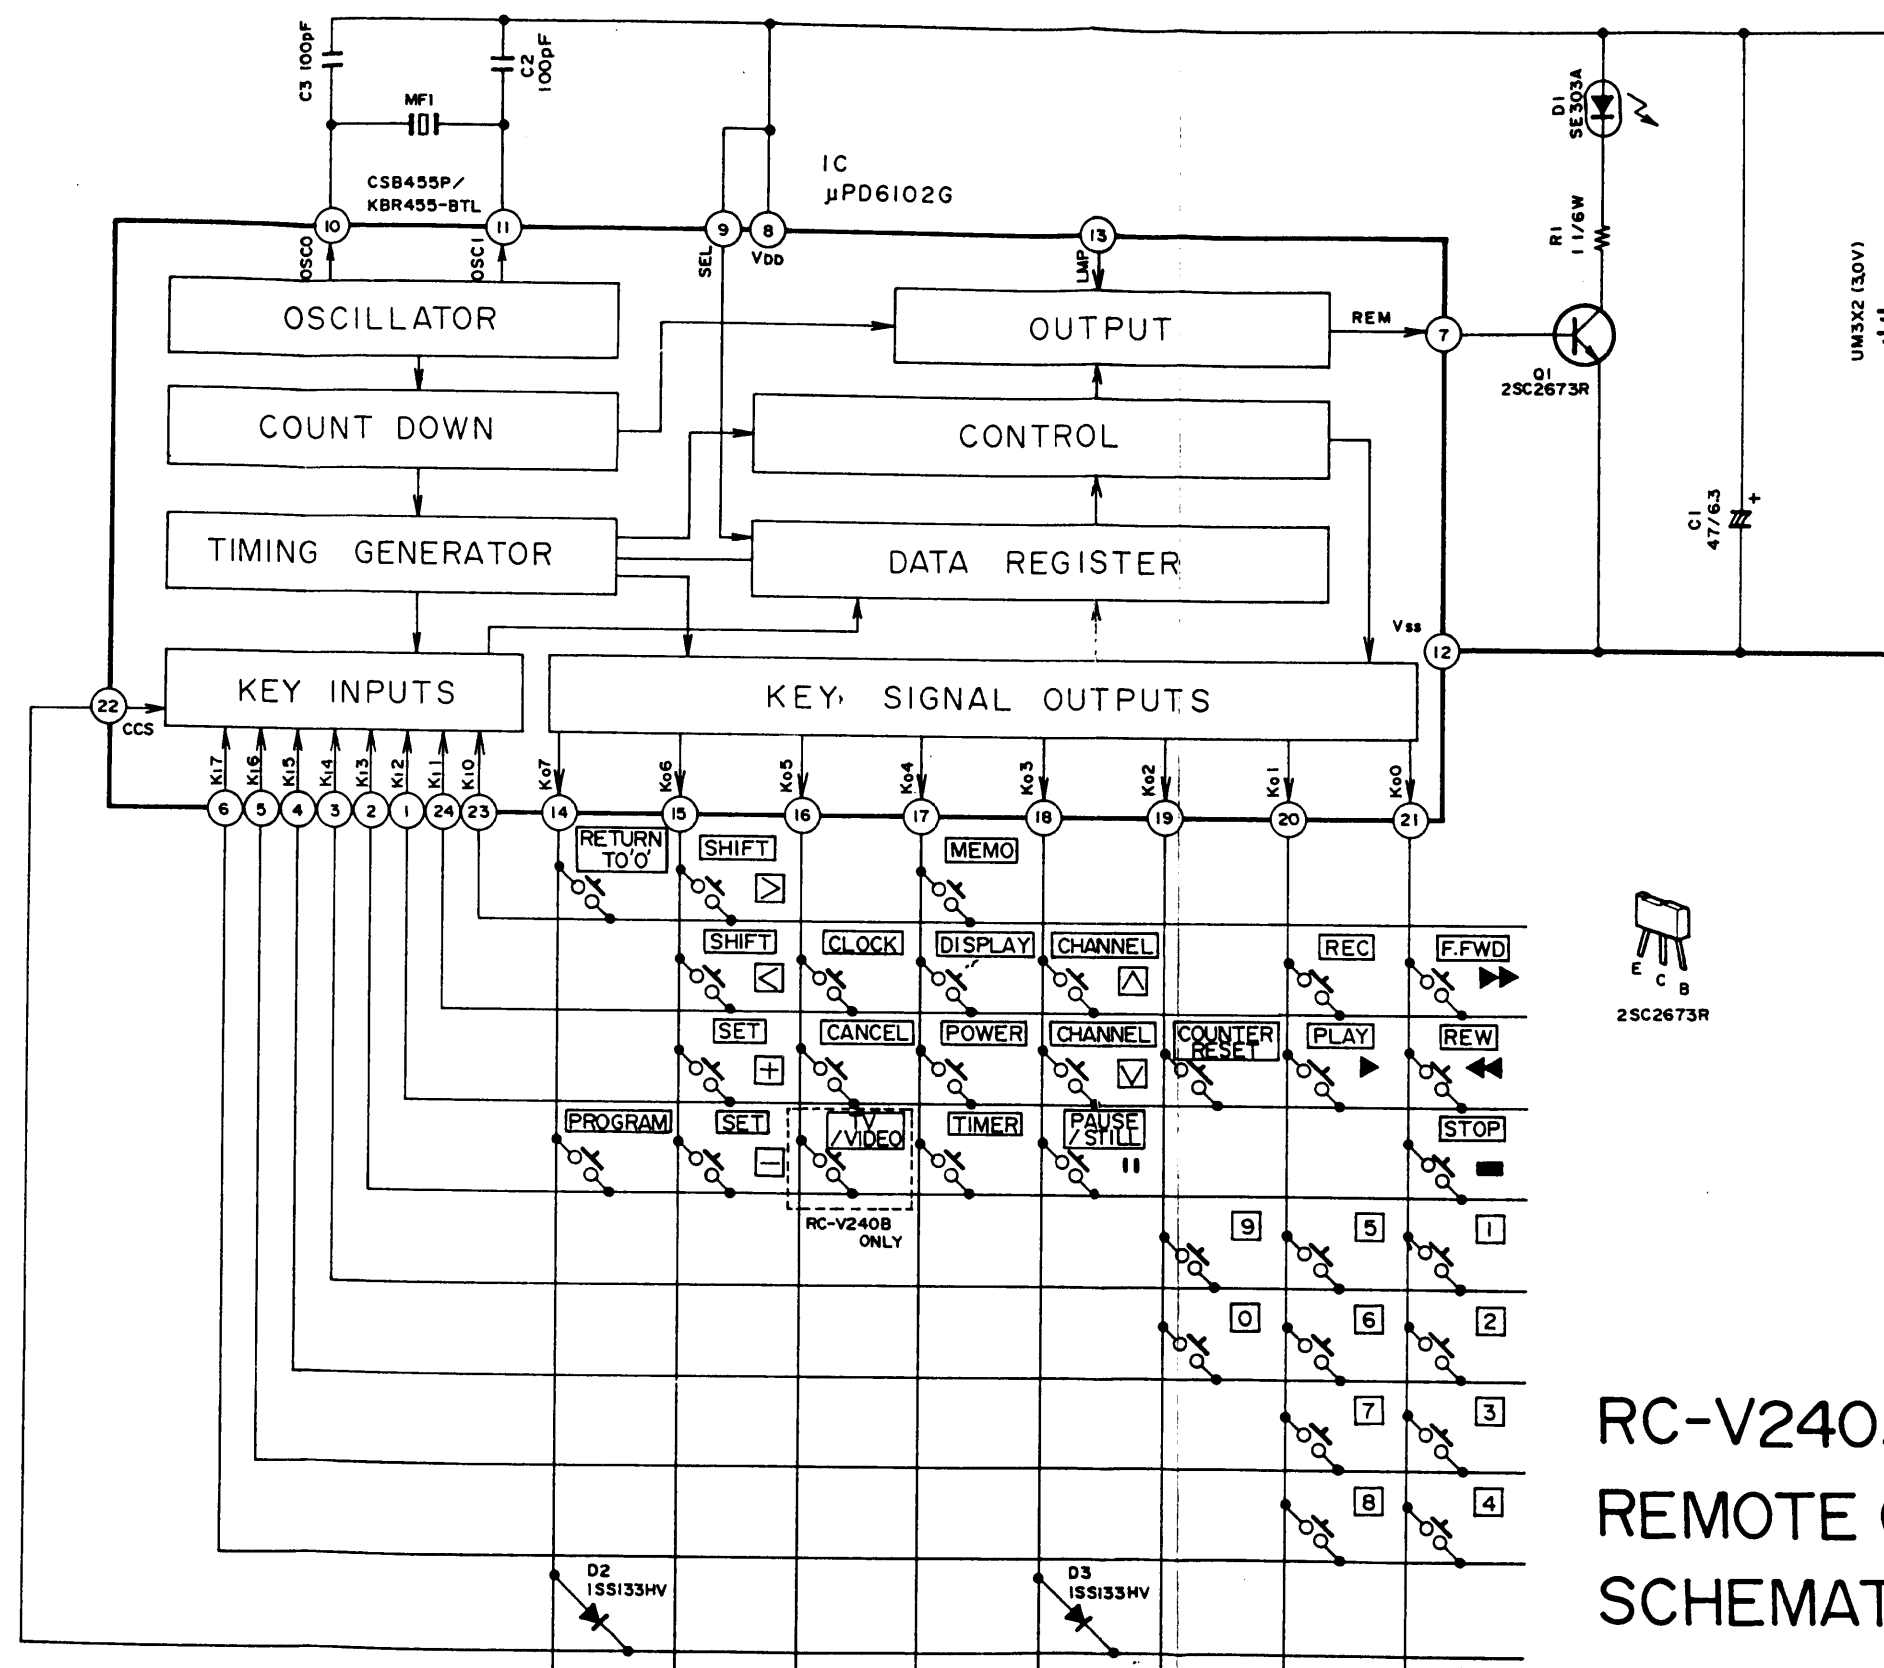 C3 100pF
C2
100pF
MF1
CSB455P/
KBR455-BTL
IC
μPD6102G
D1
SE303A
R1
1 1/6W
UM3X2 (3.0V)
10
11
9
8
13
OSCO
OSCI
SEL
VDD
LMP
OSCILLATOR
OUTPUT
REM
7
Q1
2SC2673R
COUNT DOWN
CONTROL
C1
47/6.3
+
TIMING GENERATOR
DATA REGISTER
Vss
12
KEY INPUTS
KEY SIGNAL OUTPUTS
22
CCS
Ki7
Ki6
Ki5
Ki4
Ki3
Ki2
Ki1
Ki0
Ko7
Ko6
Ko5
Ko4
Ko3
Ko2
Ko1
Ko0
6
5
4
3
2
1
24
23
14
15
16
17
18
19
20
21
RETURN
TO'0'
SHIFT
>
MEMO
SHIFT
<
CLOCK
DISPLAY
CHANNEL
∧
REC
F.FWD
▶▶
E
C
B
2SC2673R
SET
+
CANCEL
POWER
CHANNEL
∨
COUNTER
RESET
PLAY
▶
REW
◀◀
PROGRAM
SET
−
TV
/VIDEO
TIMER
PAUSE
/STILL
STOP
RC-V240B
ONLY
9
5
1
0
6
2
7
3
8
4
D2
1SS133HV
D3
1SS133HV
RC-V240
REMOTE
SCHEMAT